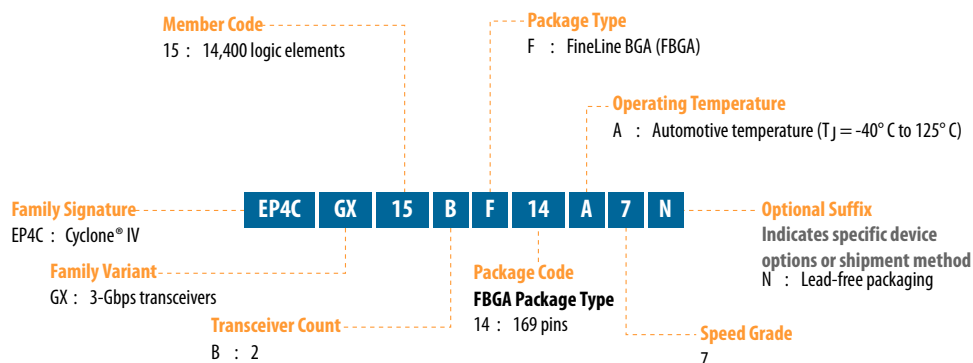 Member Code
15 : 14,400 logic elements
Package Type
F : FineLine BGA (FBGA)
Operating Temperature
A : Automotive temperature (TJ = -40° C to 125° C)
EP4C GX 15 B F 14 A 7 N
Family Signature
EP4C : Cyclone® IV
Family Variant
GX : 3-Gbps transceivers
Transceiver Count
B : 2
Package Code
FBGA Package Type
14 : 169 pins
Speed Grade
7
Optional Suffix
Indicates specific device
options or shipment method
N : Lead-free packaging